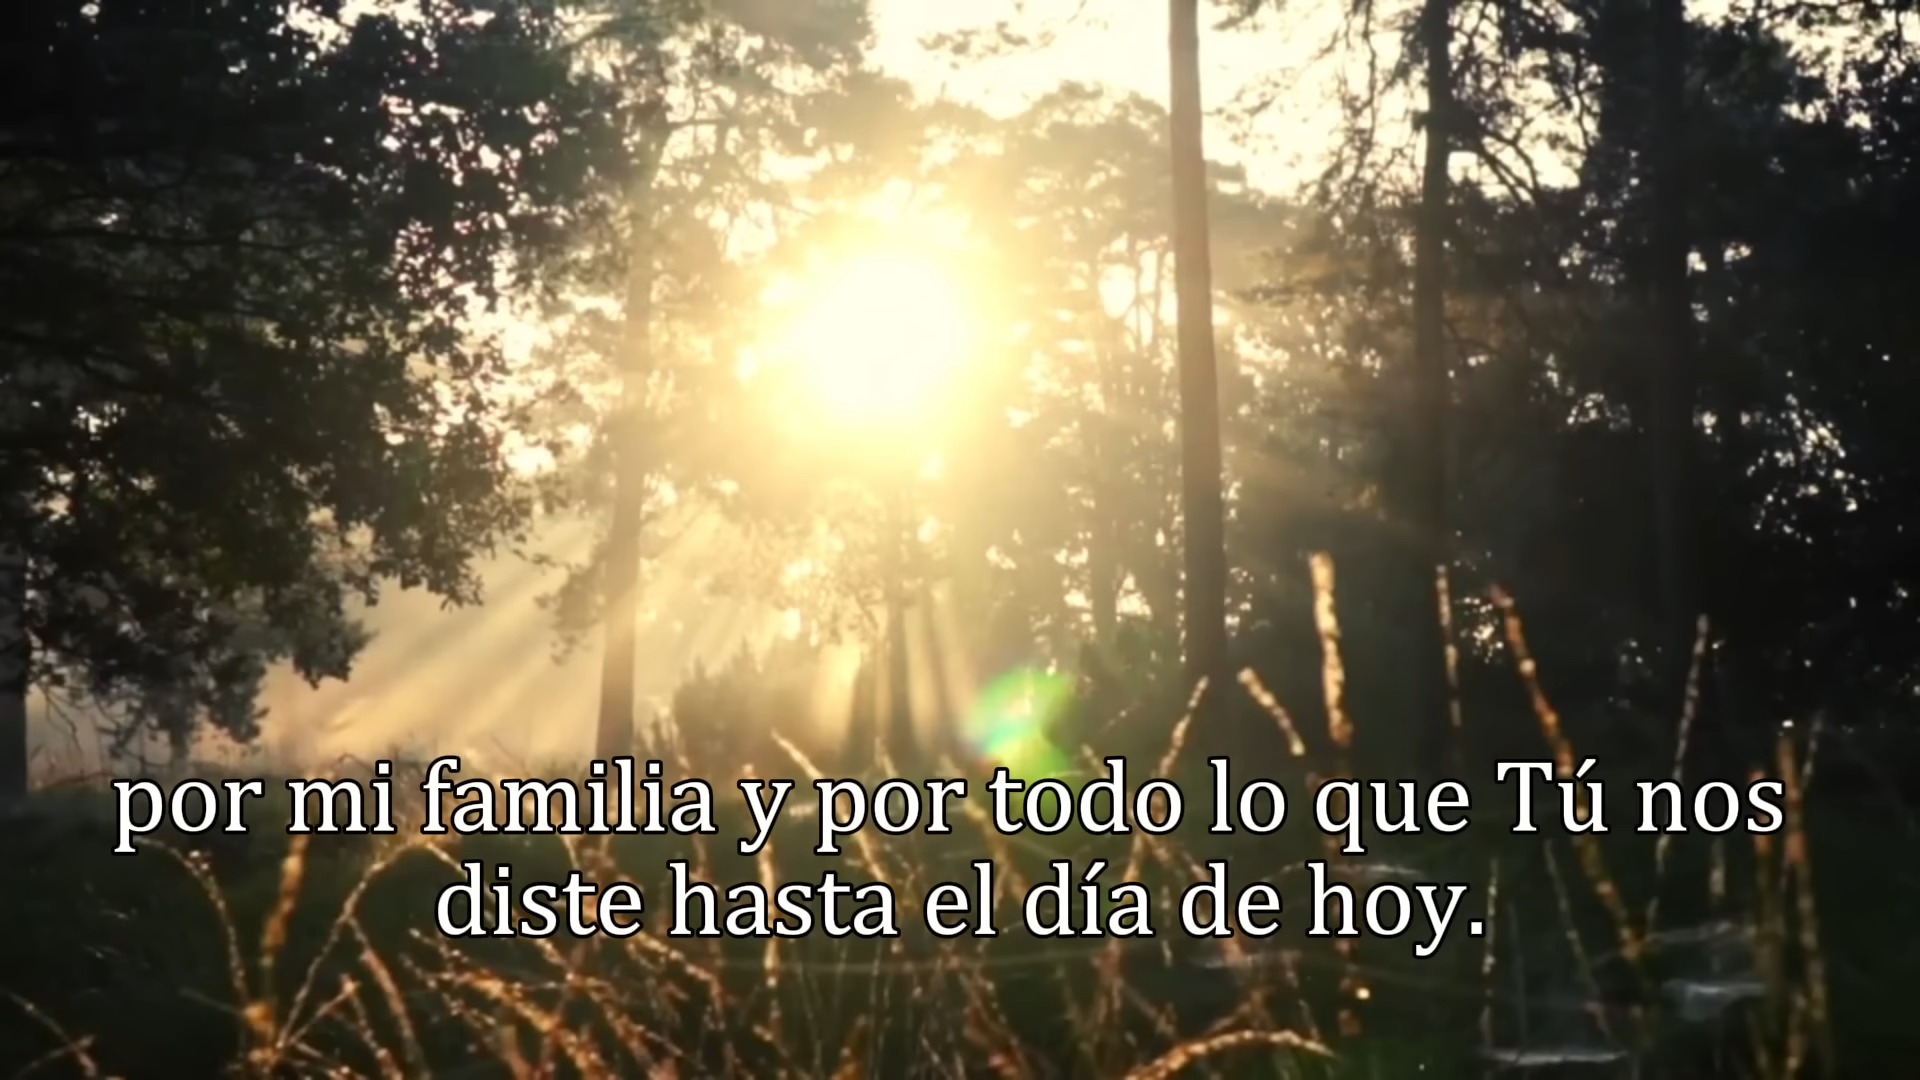 por mi familia y por todo lo que Tú nos
diste hasta el día de hoy.